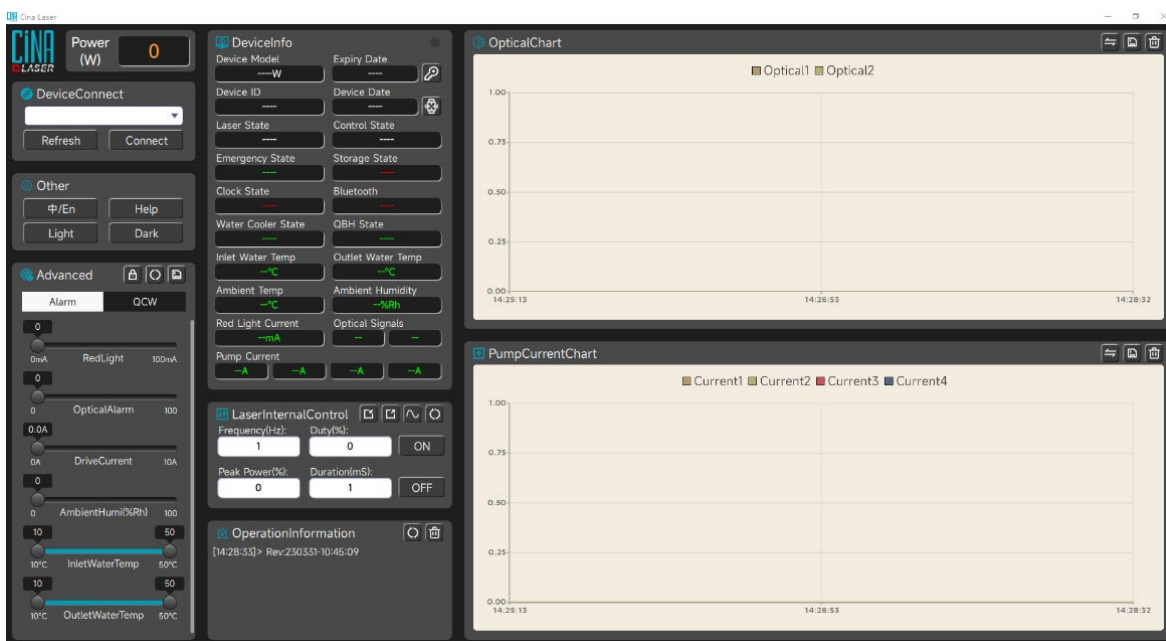 Cina Laser
CiNA
LASER
Power
(W)
0
DeviceConnect
Refresh
Connect
Other
中/En
Help
Light
Dark
Advanced
Alarm
QCW
0
0mA RedLight 100mA
0
0 OpticalAlarm 100
0.0A
0A DriveCurrent 10A
0
0 AmbientHumi(%Rh) 100
10 50
10°C InletWaterTemp 50°C
10 50
10°C OutletWaterTemp 50°C
DeviceInfo
Device Model Expiry Date
----W ----
Device ID Device Date
---- ----
Laser State Control State
---- ----
Emergency State Storage State
---- ----
Clock State Bluetooth
---- ----
Water Cooler State QBH State
---- ----
Inlet Water Temp Outlet Water Temp
--°C --°C
Ambient Temp Ambient Humidity
--°C --%Rh
Red Light Current Optical Signals
--mA -- --
Pump Current
--A --A --A --A
LaserInternalControl
Frequency(Hz): Duty(%):
1 0 ON
Peak Power(%): Duration(mS):
0 1 OFF
OperationInformation
[14:28:33]> Rev:230331-10:45:09
OpticalChart
Optical1 Optical2
1.00
0.75
0.50
0.25
0.00
14:25:13 14:26:53 14:28:32
PumpCurrentChart
Current1 Current2 Current3 Current4
1.00
0.75
0.50
0.25
0.00
14:25:13 14:26:53 14:28:32